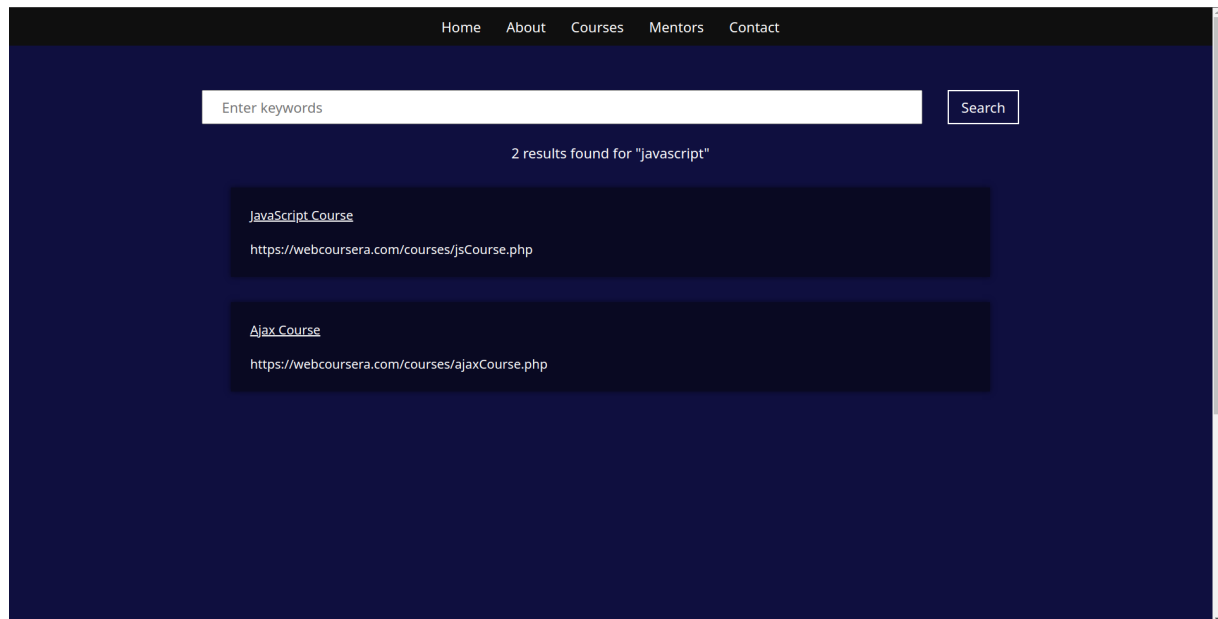 Home About Courses Mentors Contact
Enter keywords Search
2 results found for "javascript"
JavaScript Course
https://webcoursera.com/courses/jsCourse.php
Ajax Course
https://webcoursera.com/courses/ajaxCourse.php